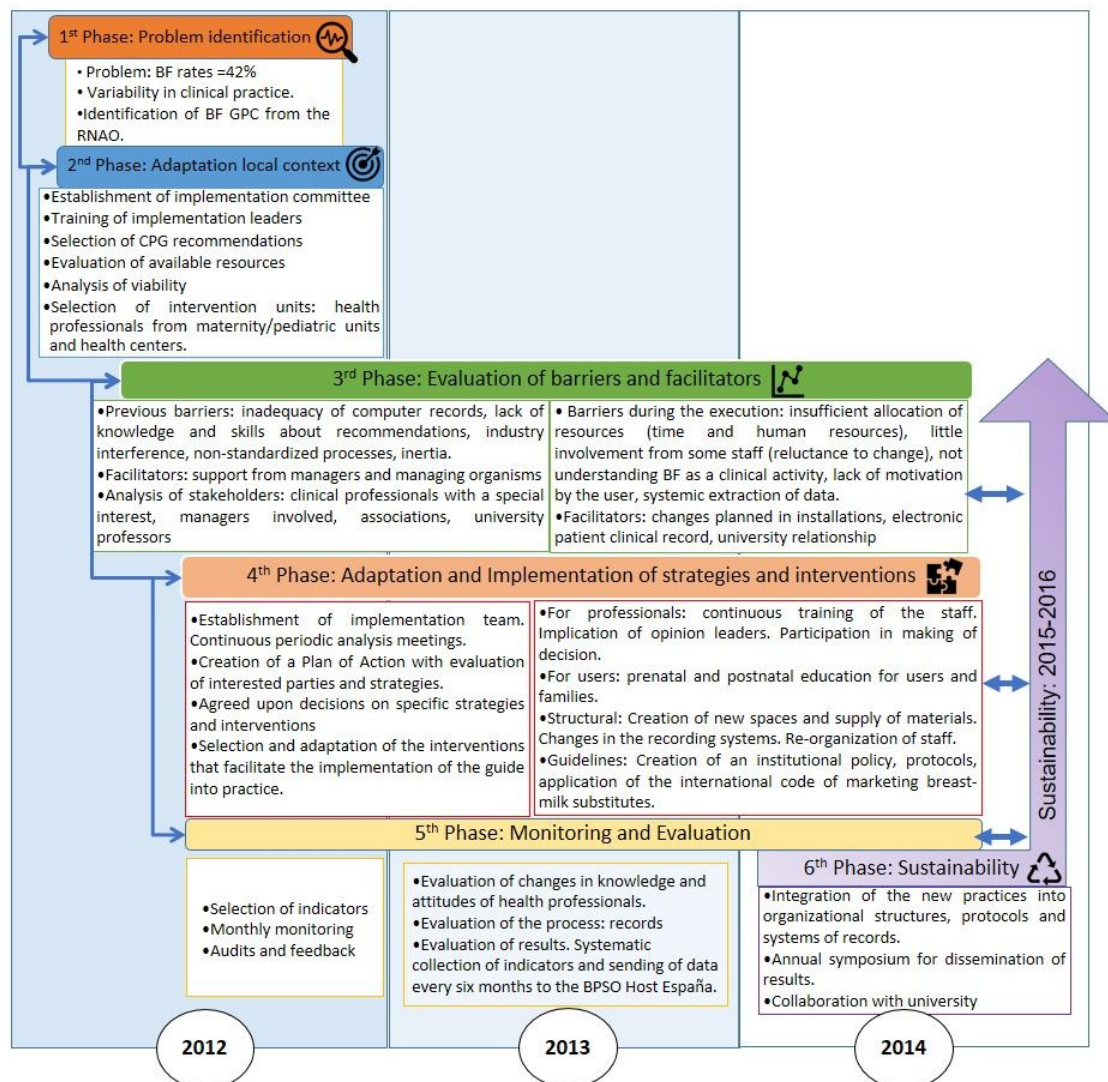 1st Phase: Problem identification
• Problem: BF rates =42%
• Variability in clinical practice.
•Identification of BF GPC from the
RNAO.
2nd Phase: Adaptation local context
•Establishment of implementation committee
•Training of implementation leaders
•Selection of CPG recommendations
•Evaluation of available resources
•Analysis of viability
•Selection of intervention units: health
professionals from maternity/pediatric units
and health centers.
3rd Phase: Evaluation of barriers and facilitators
•Previous barriers: inadequacy of computer records, lack of
knowledge and skills about recommendations, industry
interference, non-standardized processes, inertia.
•Facilitators: support from managers and managing organisms
•Analysis of stakeholders: clinical professionals with a special
interest, managers involved, associations, university
professors
• Barriers during the execution: insufficient allocation of
resources (time and human resources), little
involvement from some staff (reluctance to change), not
understanding BF as a clinical activity, lack of motivation
by the user, systemic extraction of data.
•Facilitators: changes planned in installations, electronic
patient clinical record, university relationship
4th Phase: Adaptation and Implementation of strategies and interventions
•Establishment of implementation team.
Continuous periodic analysis meetings.
•Creation of a Plan of Action with evaluation
of interested parties and strategies.
•Agreed upon decisions on specific strategies
and interventions
•Selection and adaptation of the interventions
that facilitate the implementation of the guide
into practice.
•For professionals: continuous training of the staff.
Implication of opinion leaders. Participation in making of
decision.
•For users: prenatal and postnatal education for users and
families.
•Structural: Creation of new spaces and supply of materials.
Changes in the recording systems. Re-organization of staff.
•Guidelines: Creation of an institutional policy, protocols,
application of the international code of marketing breast-
milk substitutes.
5th Phase: Monitoring and Evaluation
•Selection of indicators
•Monthly monitoring
•Audits and feedback
•Evaluation of changes in knowledge and
attitudes of health professionals.
•Evaluation of the process: records
•Evaluation of results. Systematic
collection of indicators and sending of data
every six months to the BPSO Host España.
6th Phase: Sustainability
•Integration of the new practices into
organizational structures, protocols and
systems of records.
•Annual symposium for dissemination of
results.
•Collaboration with university
Sustainability: 2015-2016
2012
2013
2014